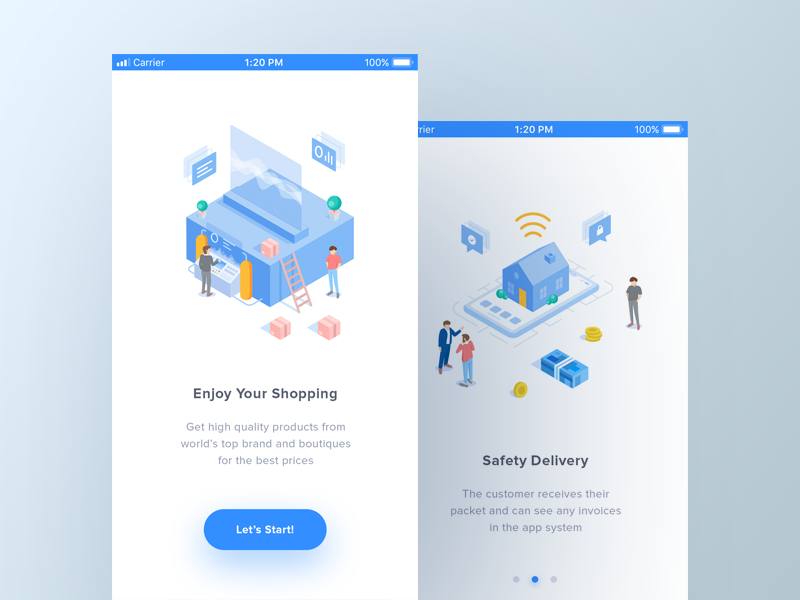 Carrier
1:20 PM
100%
Enjoy Your Shopping
Get high quality products from
world's top brand and boutiques
for the best prices
Let's Start!
rrier
1:20 PM
100%
Safety Delivery
The customer receives their
packet and can see any invoices
in the app system